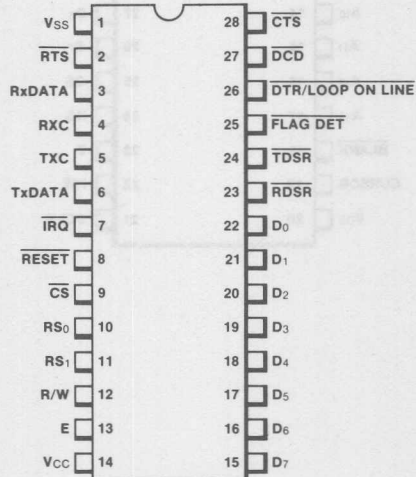 VSS 1 28 CTS
RTS 2 27 DCD
RxDATA 3 26 DTR/LOOP ON LINE
RXC 4 25 FLAG DET
TXC 5 24 TDSR
TxDATA 6 23 RDSR
IRQ 7 22 D0
RESET 8 21 D1
CS 9 20 D2
RS0 10 19 D3
RS1 11 18 D4
R/W 12 17 D5
E 13 16 D6
VCC 14 15 D7